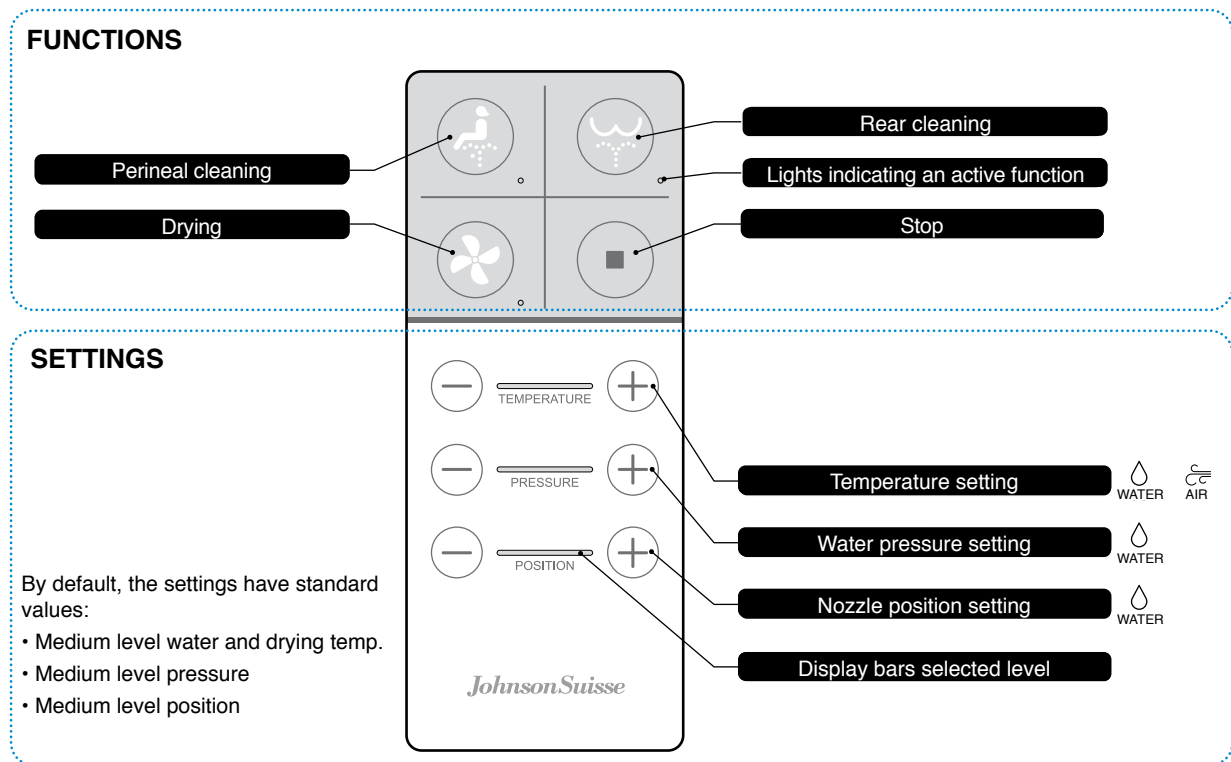 FUNCTIONS
Perineal cleaning
Drying
Rear cleaning
Lights indicating an active function
Stop
SETTINGS
TEMPERATURE
PRESSURE
POSITION
Temperature setting
WATER
AIR
Water pressure setting
WATER
Nozzle position setting
WATER
Display bars selected level
By default, the settings have standard
values:
• Medium level water and drying temp.
• Medium level pressure
• Medium level position
Johnson Suisse